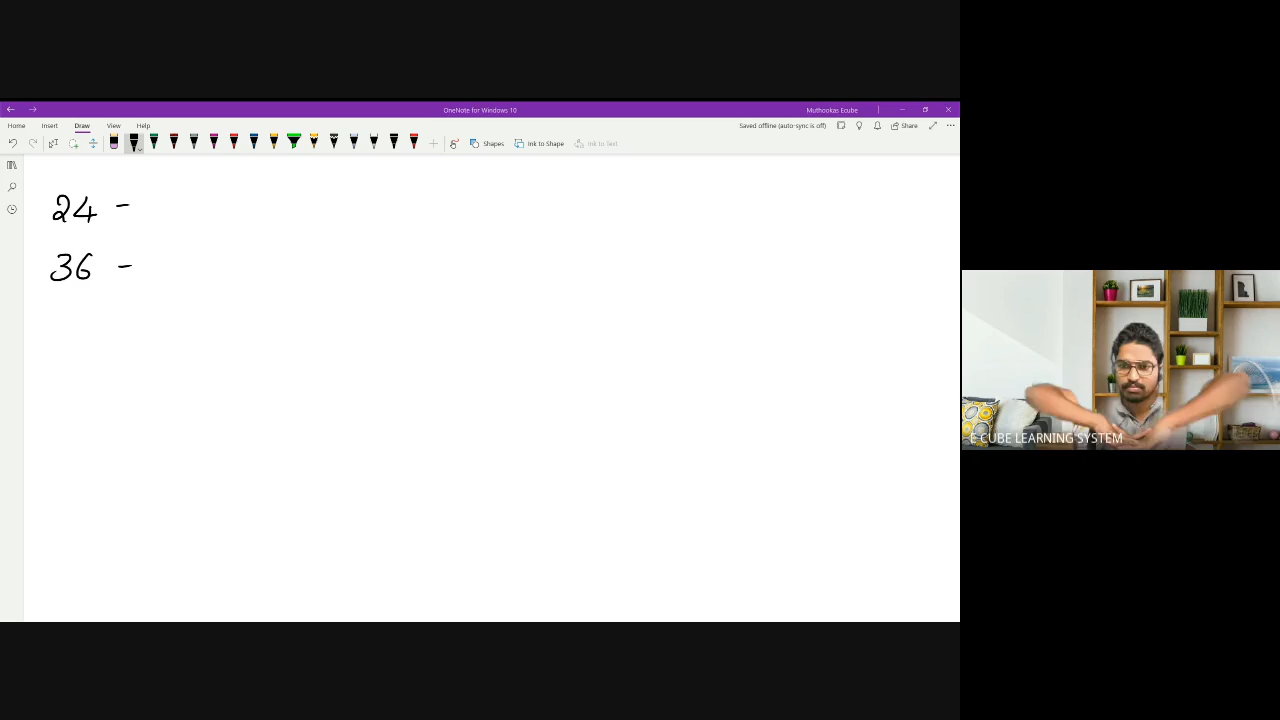 OneNote for Windows 10
Muthookas Ecube
Home Insert Draw View Help
Saved offline (auto-sync is off)
Share
Shapes
Ink to Shape
Ink to Text
24 -
36 -
E CUBE LEARNING SYSTEM